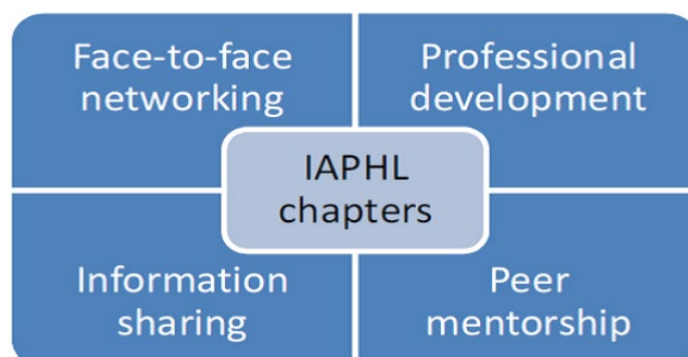 Face-to-face
networking
Professional
development
IAPHL
chapters
Information
sharing
Peer
mentorship